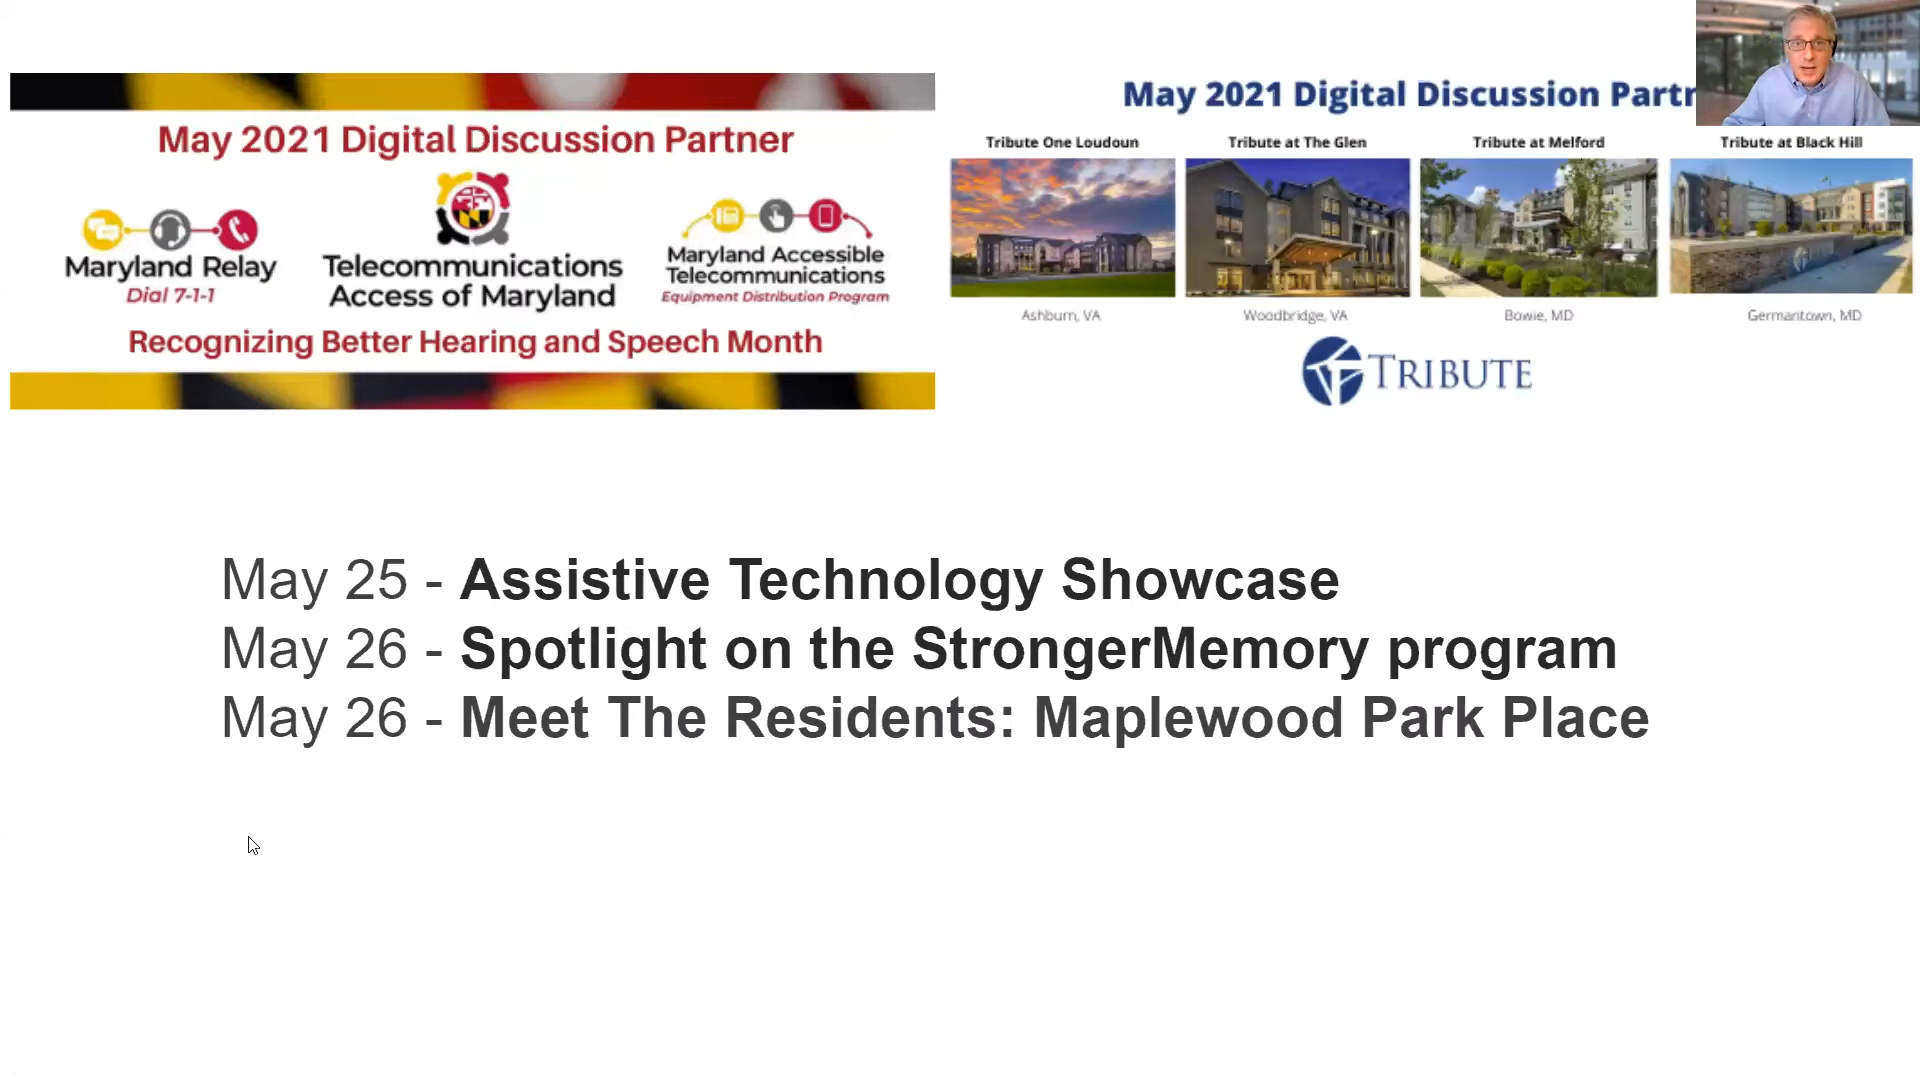 May 2021 Digital Discussion Partner
Maryland Relay
Dial 7-1-1
Telecommunications
Access of Maryland
Maryland Accessible
Telecommunications
Equipment Distribution Program
Recognizing Better Hearing and Speech Month
May 2021 Digital Discussion Partn
Tribute One Loudoun
Tribute at The Glen
Tribute at Melford
Tribute at Black Hill
Ashburn, VA
Woodbridge, VA
Bowie, MD
Germantown, MD
TRIBUTE
May 25 - Assistive Technology Showcase
May 26 - Spotlight on the StrongerMemory program
May 26 - Meet The Residents: Maplewood Park Place